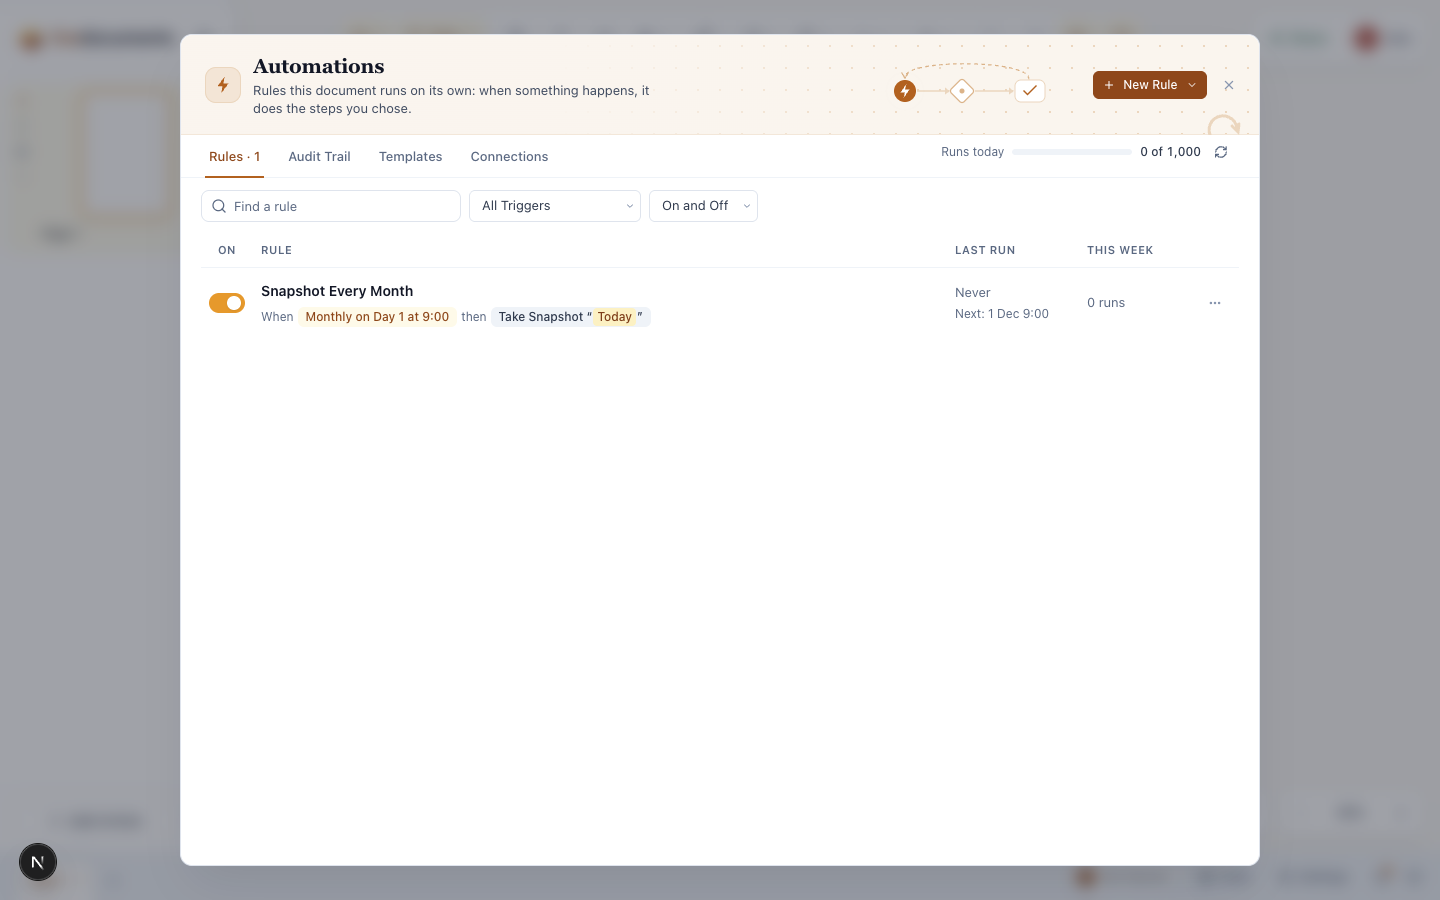 Automations
Rules this document runs on its own: when something happens, it
does the steps you chose.
New Rule
Rules · 1
Audit Trail
Templates
Connections
Runs today
0 of 1,000
Find a rule
All Triggers
On and Off
ON
RULE
LAST RUN
THIS WEEK
Snapshot Every Month
When Monthly on Day 1 at 9:00 then Take Snapshot “ Today ”
Never
Next: 1 Dec 9:00
0 runs
N